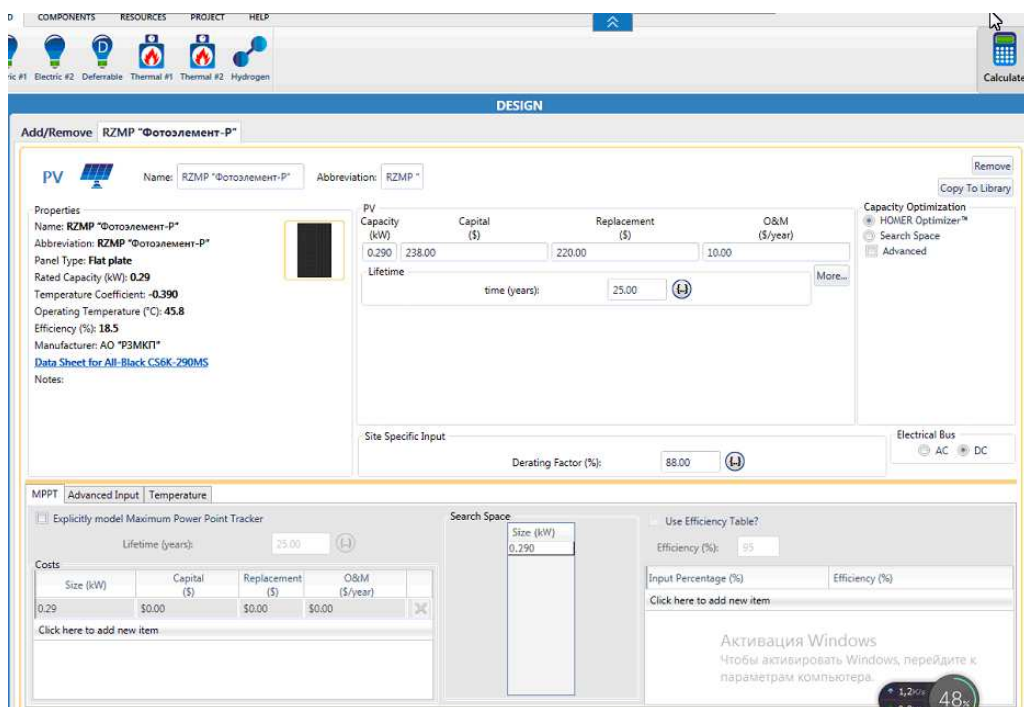 COMPONENTS RESOURCES PROJECT HELP
Electric #2 Deferrable Thermal #1 Thermal #2 Hydrogen
Calculate
DESIGN
Add/Remove RZMP "Фотоэлемент-Р"
PV Name: RZMP "Фотоэлемент-Р" Abbreviation: RZMP "
Remove
Copy To Library
Properties
Name: RZMP "Фотоэлемент-Р"
Abbreviation: RZMP "Фотоэлемент-Р"
Panel Type: Flat plate
Rated Capacity (kW): 0.29
Temperature Coefficient: -0.390
Operating Temperature (°C): 45.8
Efficiency (%): 18.5
Manufacturer: АО "РЗМКП"
Data Sheet for All-Black CS6K-290MS
Notes:
PV
Capacity (kW) Capital ($) Replacement ($) O&M ($/year)
0.290 238.00 220.00 10.00
Lifetime
time (years): 25.00 {..}
More...
Capacity Optimization
HOMER Optimizer™
Search Space
Advanced
Site Specific Input
Derating Factor (%): 88.00 {..}
Electrical Bus
AC DC
MPPT Advanced Input Temperature
Explicitly model Maximum Power Point Tracker
Lifetime (years): 25.00 {..}
Costs
Size (kW) Capital ($) Replacement ($) O&M ($/year)
0.29 $0.00 $0.00 $0.00
Click here to add new item
Search Space
Size (kW)
0.290
Use Efficiency Table?
Efficiency (%): 95
Input Percentage (%) Efficiency (%)
Click here to add new item
Активация Windows
Чтобы активировать Windows, перейдите к
параметрам компьютера.
48%